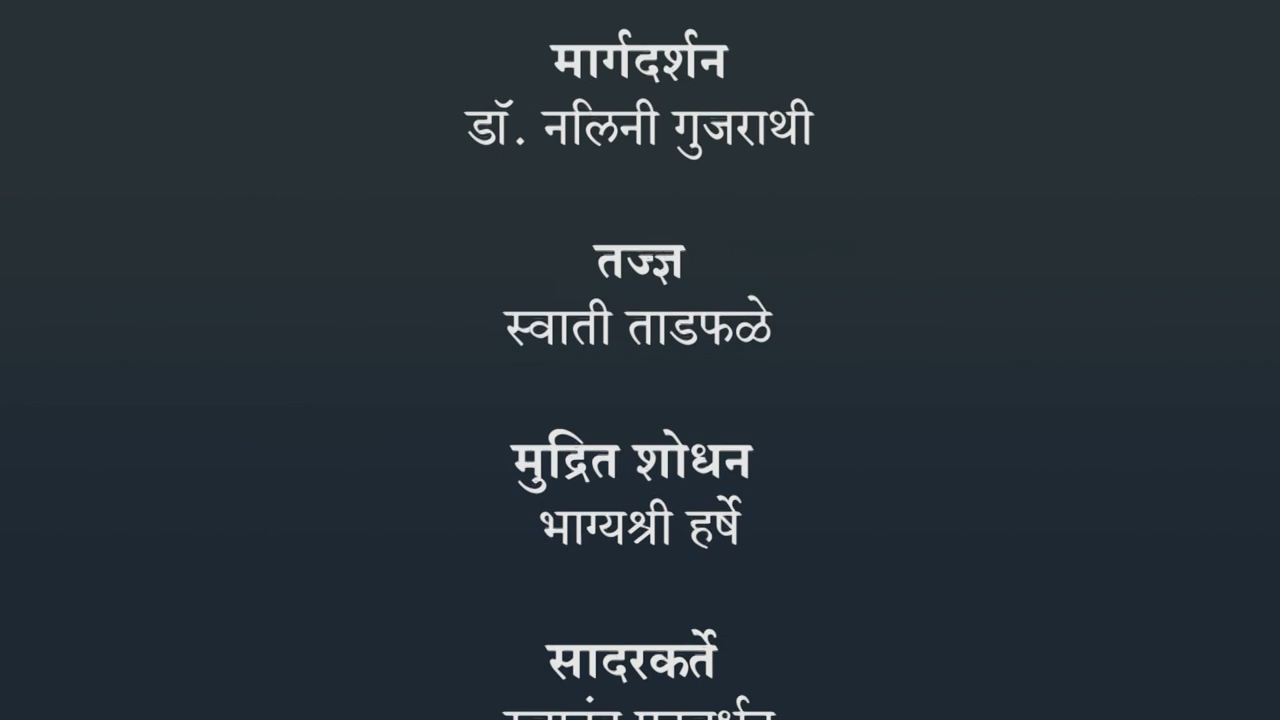 मार्गदर्शन
डॉ. नलिनी गुजराथी
तज्ज्ञ
स्वाती ताडफळे
मुद्रित शोधन
भाग्यश्री हर्षे
सादरकर्ते